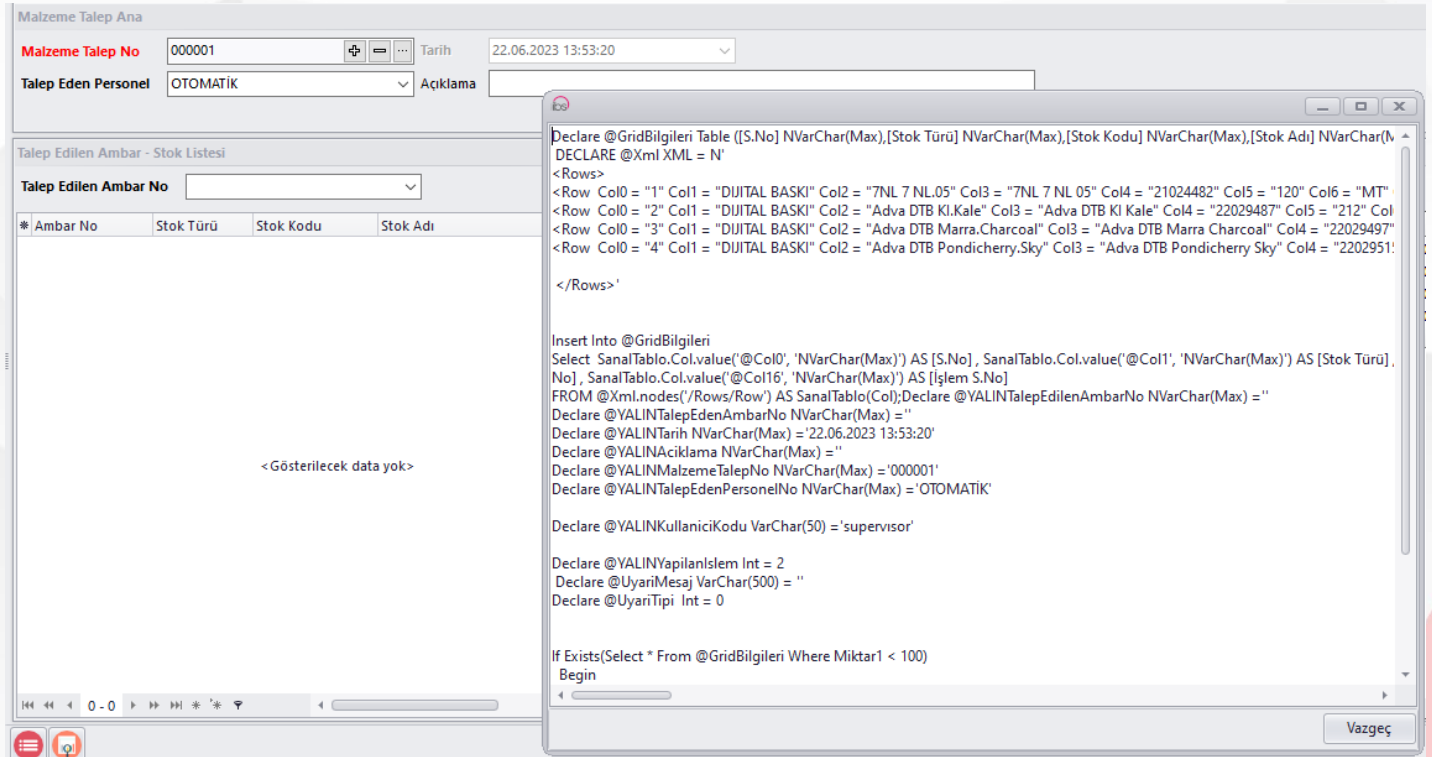 Malzeme Talep Ana
Malzeme Talep No 000001 Tarih 22.06.2023 13:53:20
Talep Eden Personel OTOMATİK Açıklama
Talep Edilen Ambar - Stok Listesi
Talep Edilen Ambar No
Ambar No Stok Türü Stok Kodu Stok Adı
<Gösterilecek data yok>
0 - 0
ibs
Declare @GridBilgileri Table ([S.No] NVarChar(Max),[Stok Türü] NVarChar(Max),[Stok Kodu] NVarChar(Max),[Stok Adı] NVarChar(M
DECLARE @Xml XML = N'
<Rows>
<Row Col0 = "1" Col1 = "DIJITAL BASKI" Col2 = "7NL 7 NL.05" Col3 = "7NL 7 NL 05" Col4 = "21024482" Col5 = "120" Col6 = "MT"
<Row Col0 = "2" Col1 = "DIJITAL BASKI" Col2 = "Adva DTB KI.Kale" Col3 = "Adva DTB KI Kale" Col4 = "22029487" Col5 = "212" Col
<Row Col0 = "3" Col1 = "DIJITAL BASKI" Col2 = "Adva DTB Marra.Charcoal" Col3 = "Adva DTB Marra Charcoal" Col4 = "22029497"
<Row Col0 = "4" Col1 = "DIJITAL BASKI" Col2 = "Adva DTB Pondicherry.Sky" Col3 = "Adva DTB Pondicherry Sky" Col4 = "2202951
</Rows>'
Insert Into @GridBilgileri
Select SanalTablo.Col.value('@Col0', 'NVarChar(Max)') AS [S.No] , SanalTablo.Col.value('@Col1', 'NVarChar(Max)') AS [Stok Türü] ,
No] , SanalTablo.Col.value('@Col16', 'NVarChar(Max)') AS [İşlem S.No]
FROM @Xml.nodes('/Rows/Row') AS SanalTablo(Col);Declare @YALINTalepEdilenAmbarNo NVarChar(Max) =''
Declare @YALINTalepEdenAmbarNo NVarChar(Max) =''
Declare @YALINTarih NVarChar(Max) ='22.06.2023 13:53:20'
Declare @YALINAciklama NVarChar(Max) =''
Declare @YALINMalzemeTalepNo NVarChar(Max) ='000001'
Declare @YALINTalepEdenPersonelNo NVarChar(Max) ='OTOMATİK'
Declare @YALINKullaniciKodu VarChar(50) ='supervısor'
Declare @YALINYapilanIslem Int = 2
Declare @UyariMesaj VarChar(500) = ''
Declare @UyariTipi Int = 0
If Exists(Select * From @GridBilgileri Where Miktar1 < 100)
Begin
Vazgeç